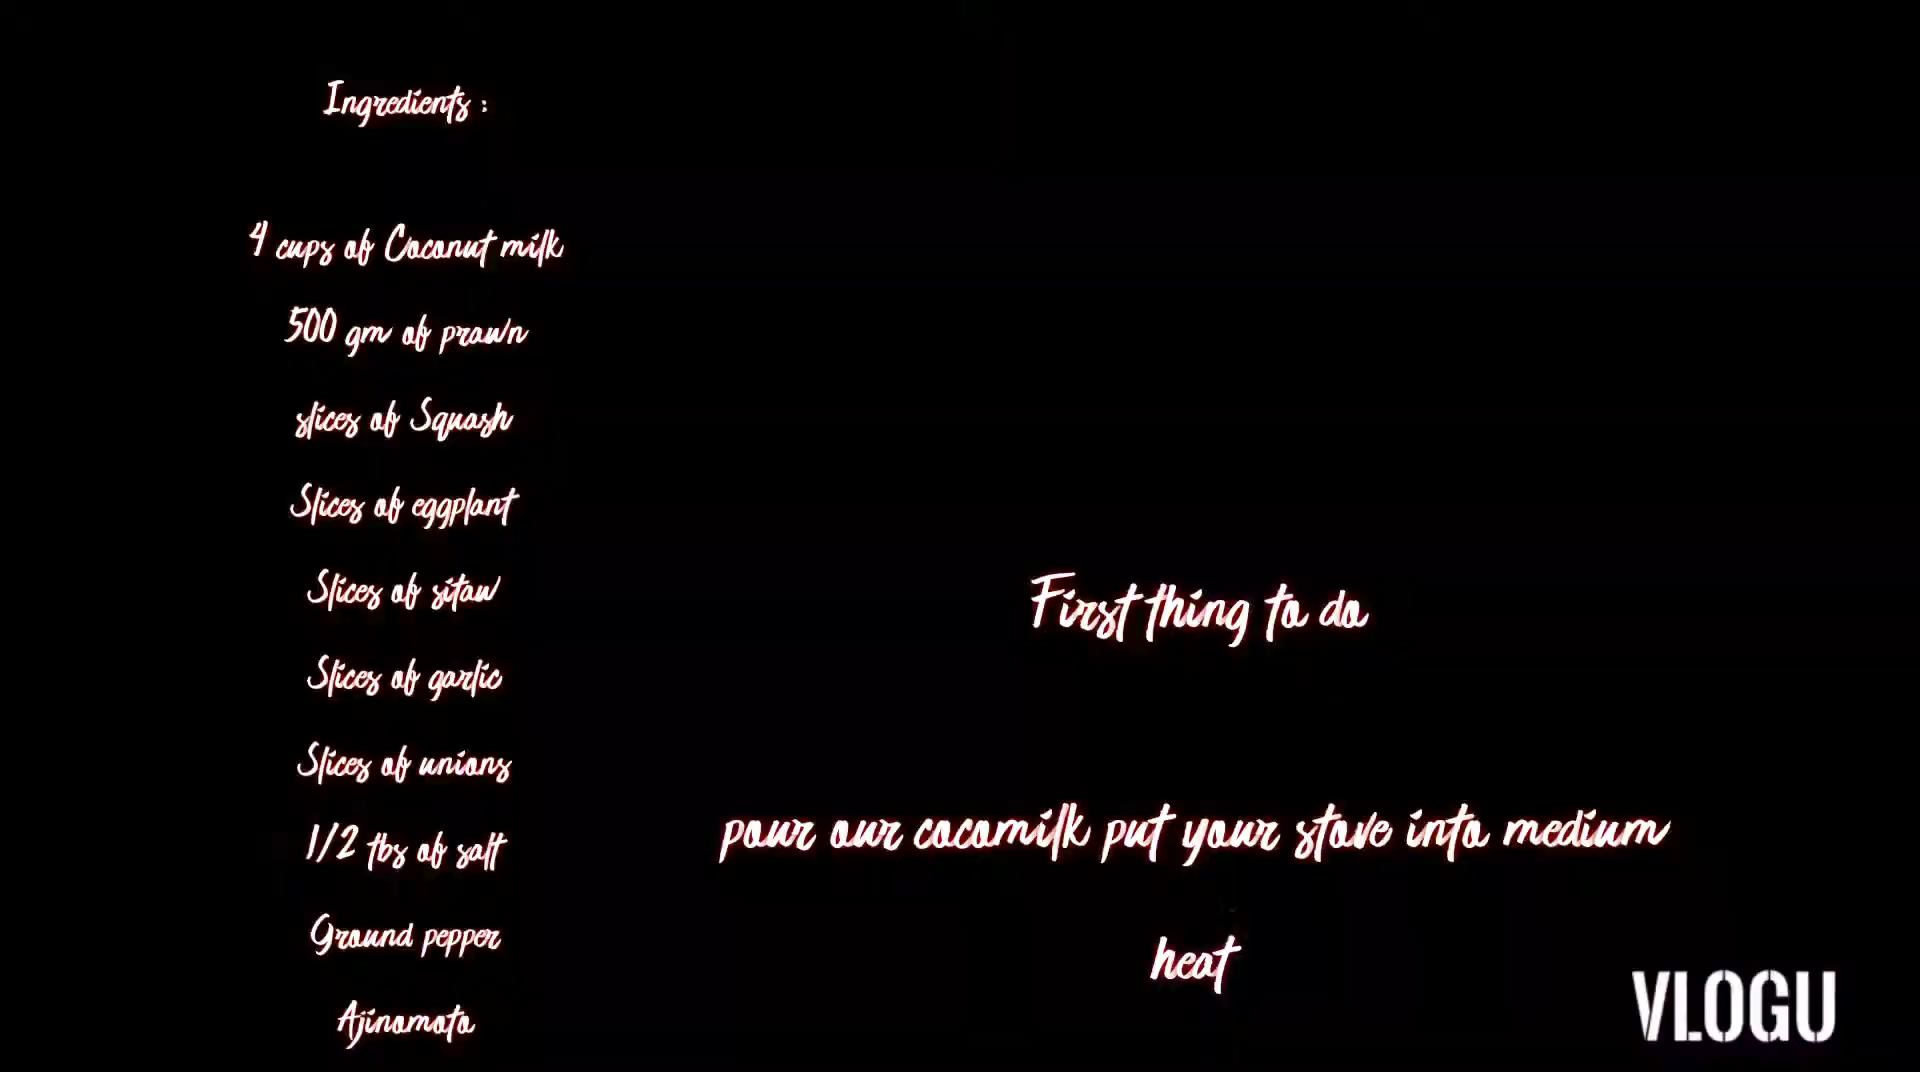 Ingredients :
4 cups of Coconut milk
500 gm of prawn
slices of Squash
Slices of eggplant
Slices of sitaw
Slices of garlic
Slices of unions
1/2 tbs of salt
Ground pepper
Ajinamoto
First thing to do
pour our cocomilk put your stove into medium
heat
VLOGU